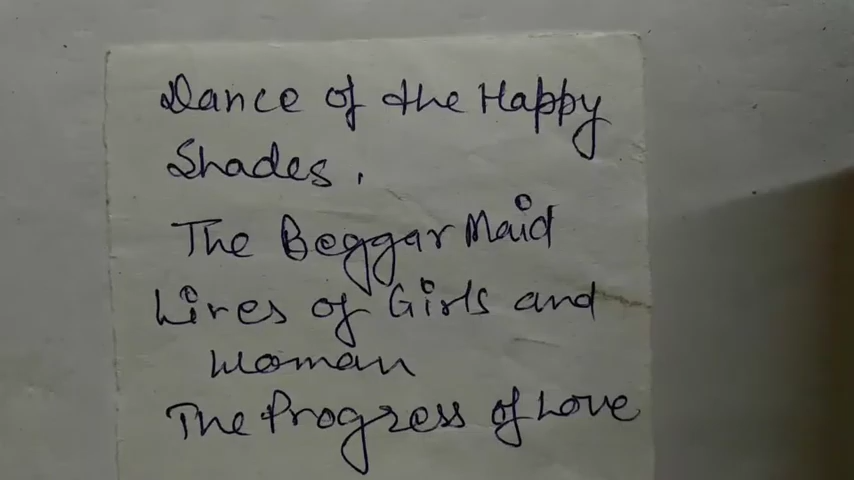 Dance of the Happy
Shades.
The Beggar Maid
Lives of Girls and
Woman
The Progress of Love